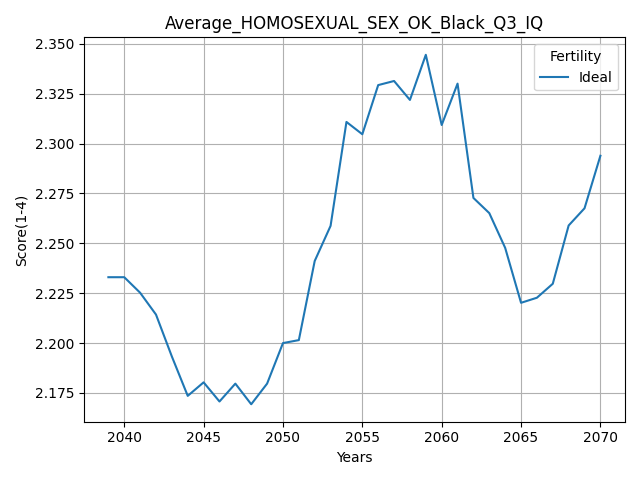 Average_HOMOSEXUAL_SEX_OK_Black_Q3_IQ
Score(1-4)
2.350
2.325
2.300
2.275
2.250
2.225
2.200
2.175
Fertility
Ideal
2040 2045 2050 2055 2060 2065 2070
Years